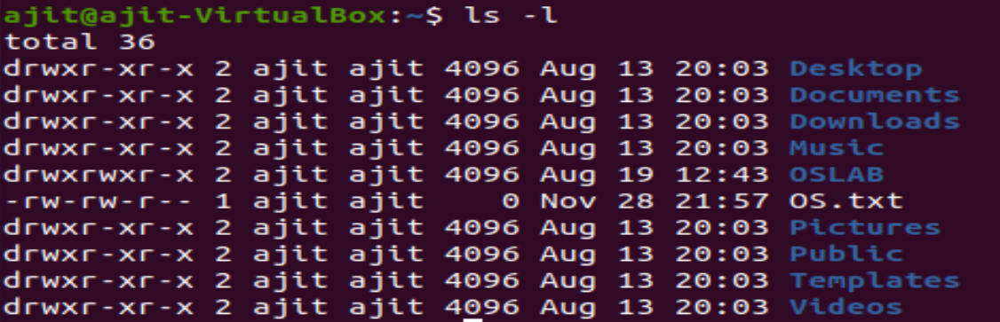 ajit@ajit-VirtualBox:~$ ls -l
total 36
drwxr-xr-x 2 ajit ajit 4096 Aug 13 20:03 Desktop
drwxr-xr-x 2 ajit ajit 4096 Aug 13 20:03 Documents
drwxr-xr-x 2 ajit ajit 4096 Aug 13 20:03 Downloads
drwxr-xr-x 2 ajit ajit 4096 Aug 13 20:03 Music
drwxrwxr-x 2 ajit ajit 4096 Aug 19 12:43 OSLAB
-rw-rw-r-- 1 ajit ajit    0 Nov 28 21:57 OS.txt
drwxr-xr-x 2 ajit ajit 4096 Aug 13 20:03 Pictures
drwxr-xr-x 2 ajit ajit 4096 Aug 13 20:03 Public
drwxr-xr-x 2 ajit ajit 4096 Aug 13 20:03 Templates
drwxr-xr-x 2 ajit ajit 4096 Aug 13 20:03 Videos